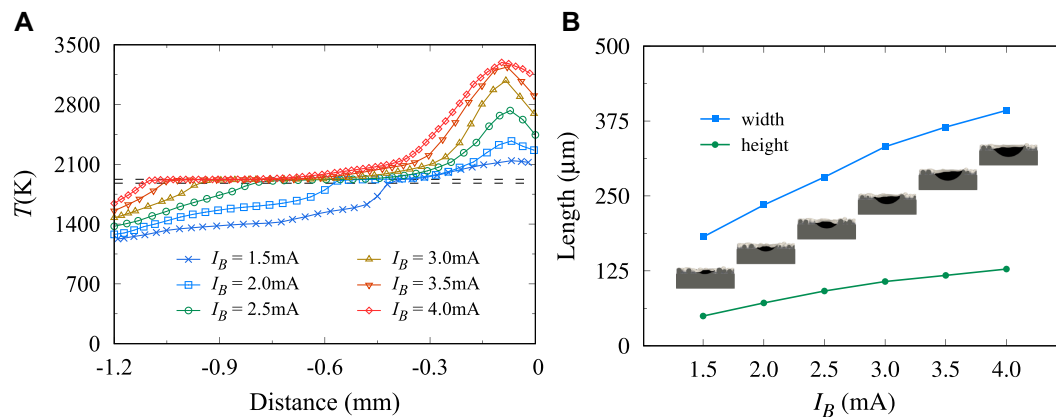 A
3500
2800
2100
1400
700
0
T(K)
I_B = 1.5mA
I_B = 2.0mA
I_B = 2.5mA
I_B = 3.0mA
I_B = 3.5mA
I_B = 4.0mA
-1.2 -0.9 -0.6 -0.3 0
Distance (mm)
B
500
375
250
125
0
Length (μm)
width
height
1.5 2.0 2.5 3.0 3.5 4.0
I_B (mA)